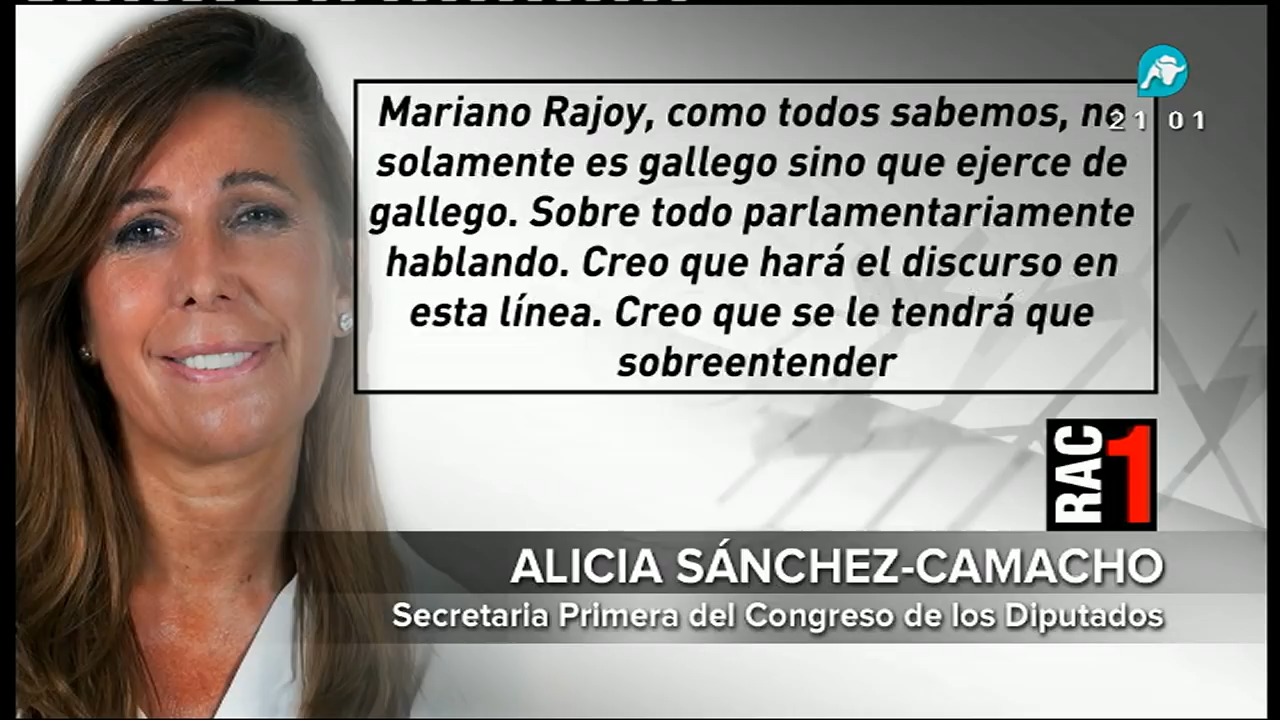 Mariano Rajoy, como todos sabemos, no
21 01
solamente es gallego sino que ejerce de
gallego. Sobre todo parlamentariamente
hablando. Creo que hará el discurso en
esta línea. Creo que se le tendrá que
sobreentender
RAC
1
ALICIA SÁNCHEZ-CAMACHO
Secretaria Primera del Congreso de los Diputados